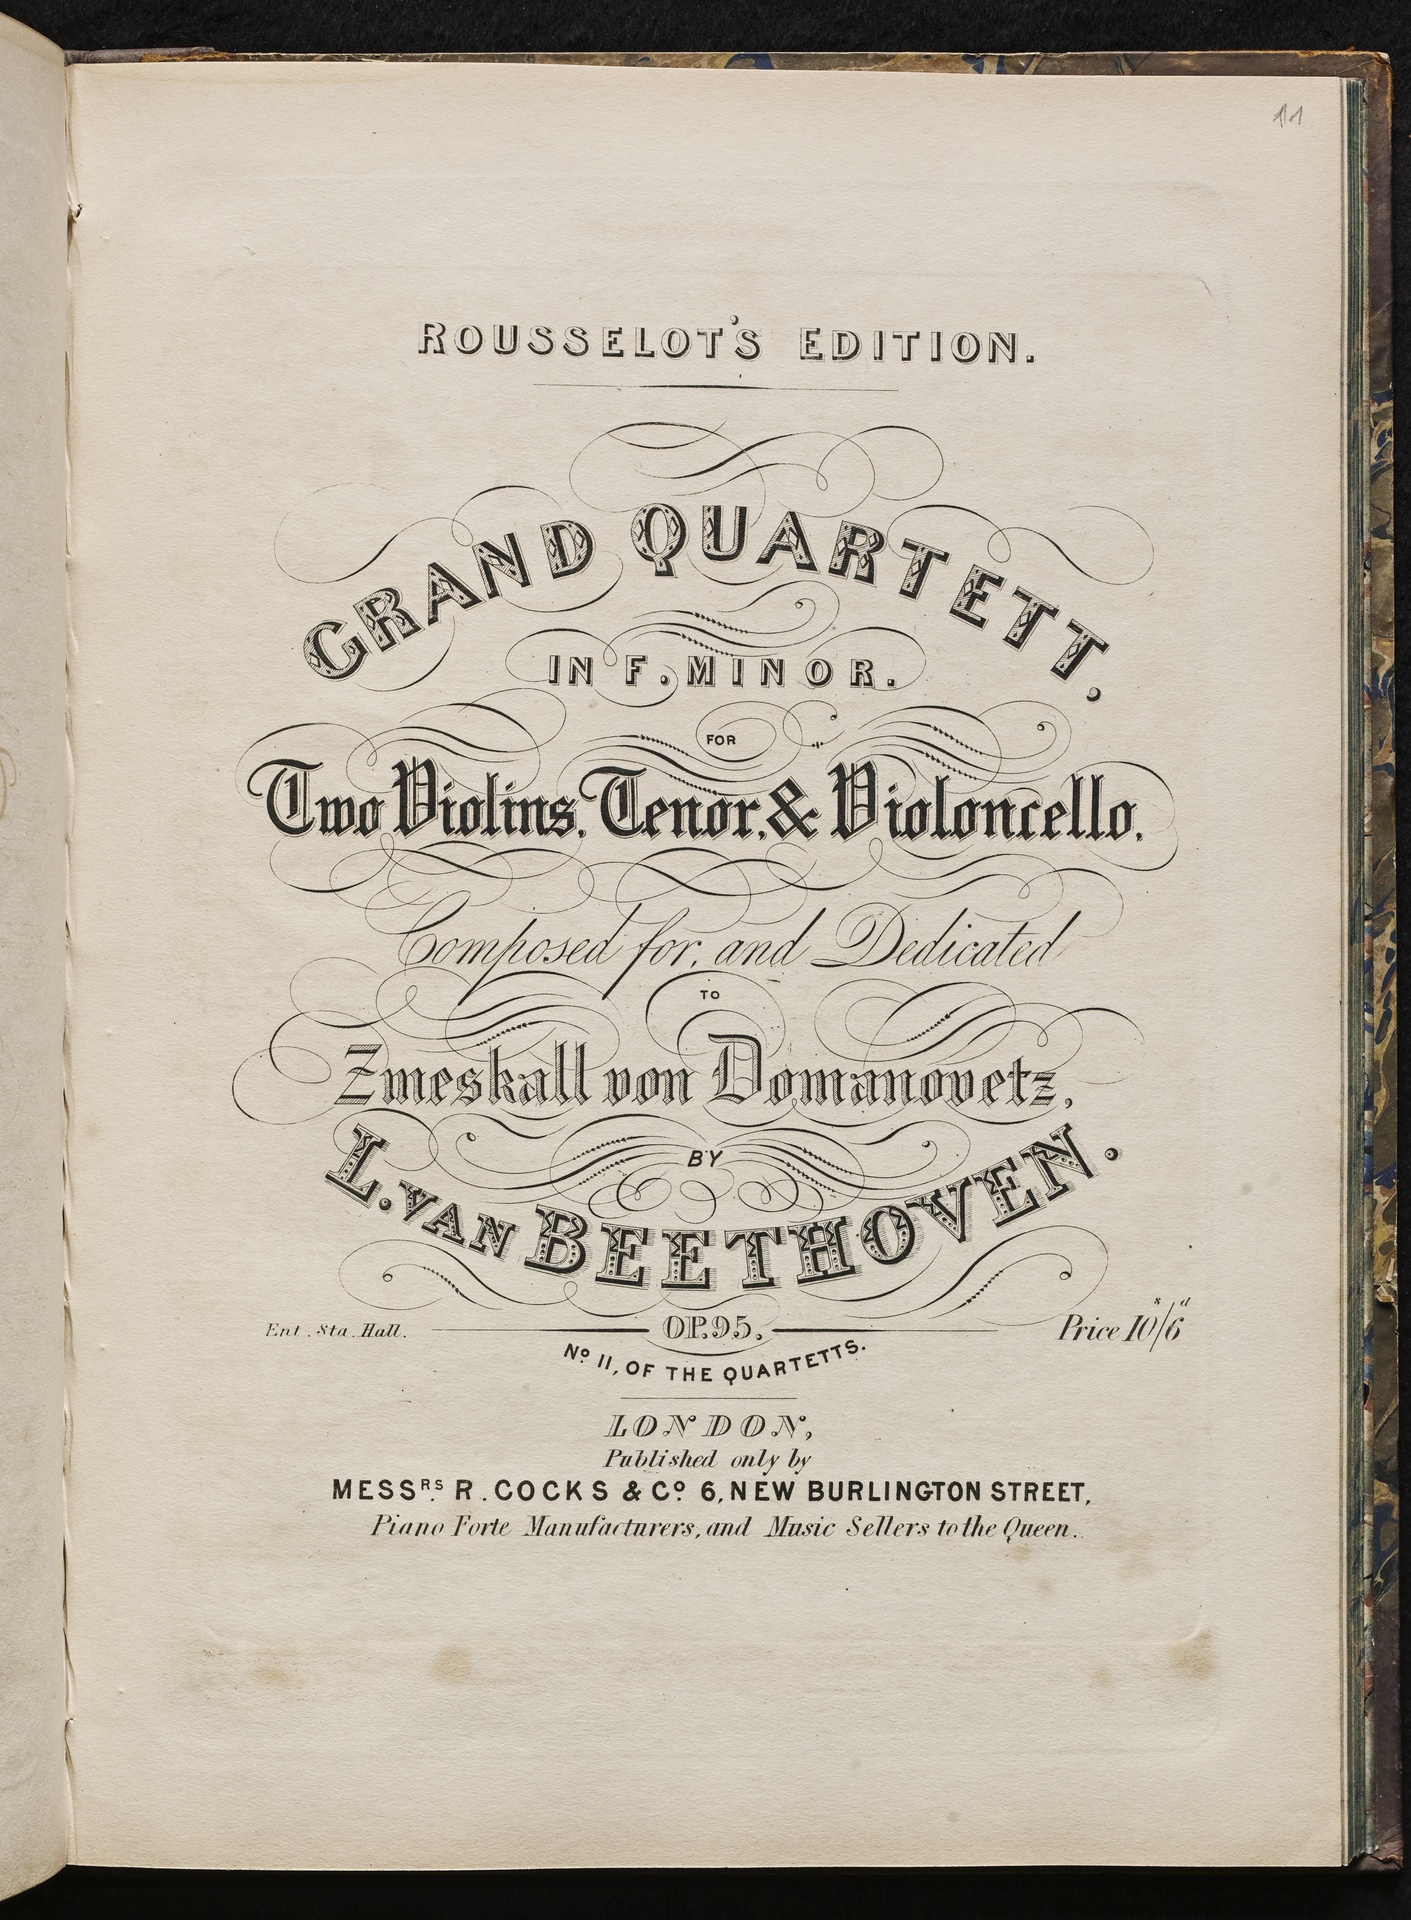 11
ROUSSELOT'S EDITION.
GRAND QUARTETT.
IN F. MINOR.
FOR
Two Violins, Tenor, & Violoncello,
Composed for, and Dedicated
TO
Zmeskall von Domanovetz,
BY
L. VAN BEETHOVEN.
Ent. Sta. Hall. OP. 95. Price 10s/6d
No 11, OF THE QUARTETTS.
LONDON,
Published only by
MESSRS. R. COCKS & Co 6, NEW BURLINGTON STREET,
Piano Forte Manufacturers, and Music Sellers to the Queen.